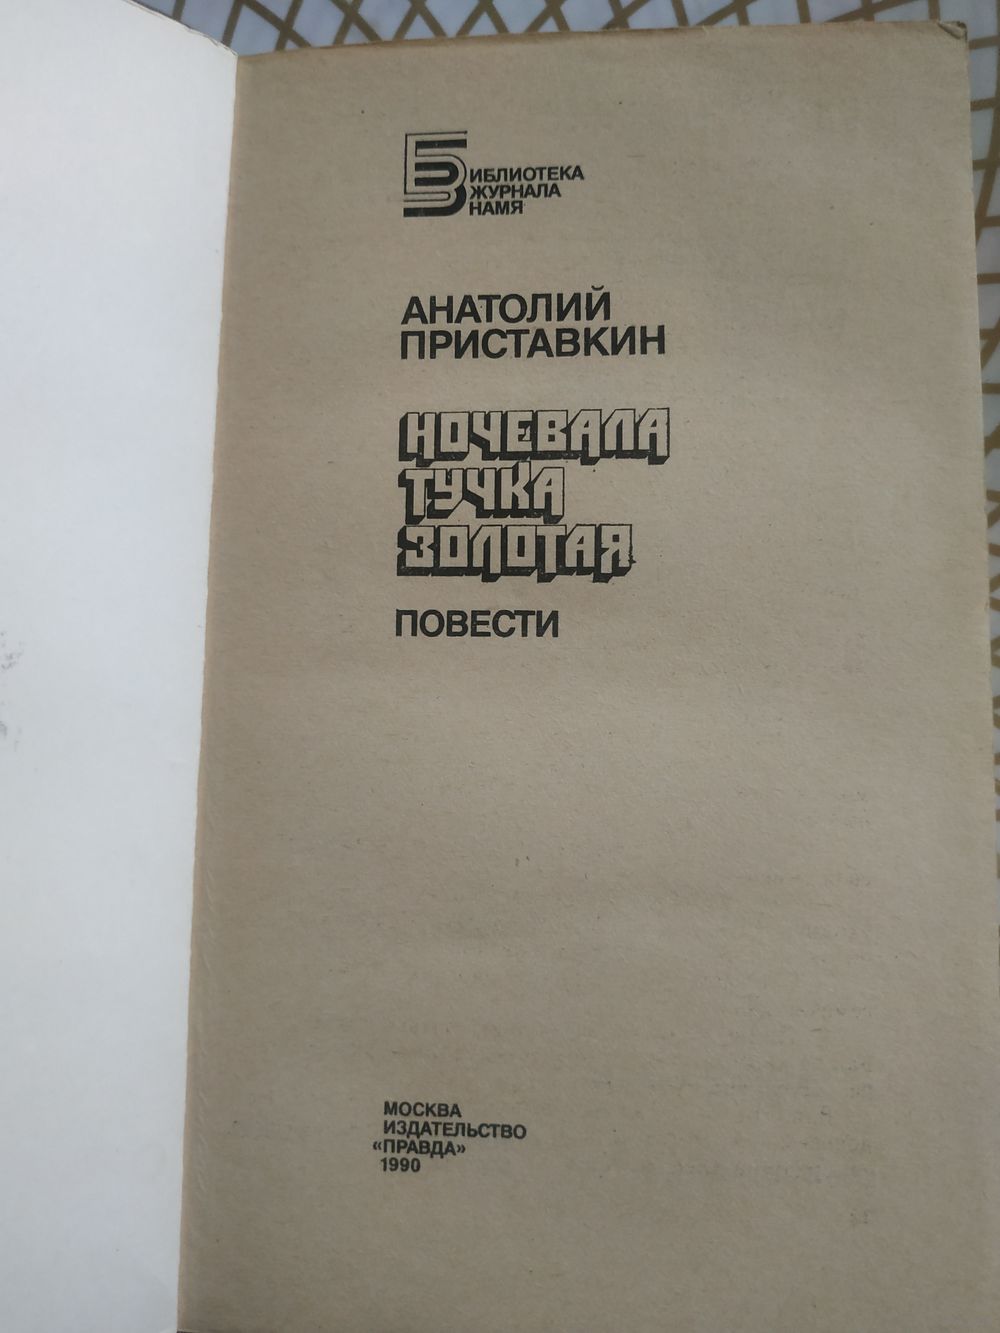 БИБЛИОТЕКА
ЖУРНАЛА
ЗНАМЯ
АНАТОЛИЙ
ПРИСТАВКИН
НОЧЕВАЛА
ТУЧКА
ЗОЛОТАЯ
ПОВЕСТИ
МОСКВА
ИЗДАТЕЛЬСТВО
«ПРАВДА»
1990